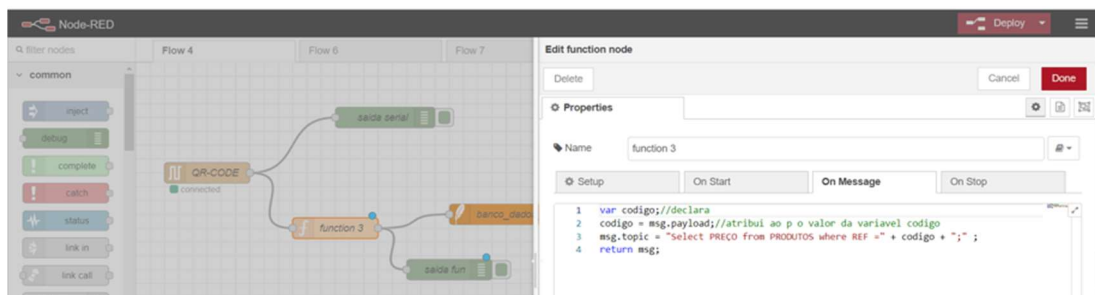 Node-RED
Deploy
filter nodes
Flow 4
Flow 6
Flow 7
Edit function node
common
Delete
Cancel
Done
inject
Properties
debug
saida serial
complete
QR-CODE
Name
function 3
catch
connected
Setup
On Start
On Message
On Stop
status
function 3
banco_dado
1 var codigo;//declara
2 codigo = msg.payload;//atribui ao p o valor da variavel codigo
3 msg.topic = "Select PREÇO from PRODUTOS where REF =" + codigo + ";" ;
4 return msg;
link in
link call
saida fun